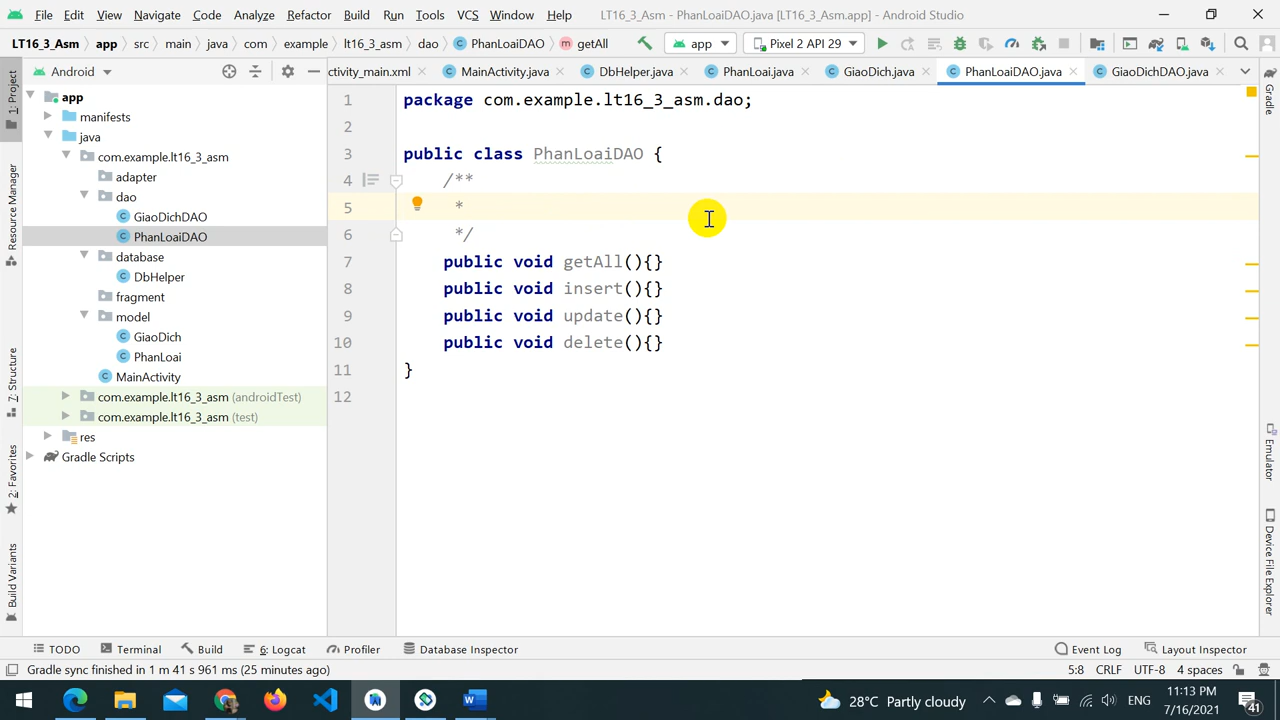 File Edit View Navigate Code Analyze Refactor Build Run Tools VCS Window Help LT16_3_Asm - PhanLoaiDAO.java [LT16_3_Asm.app] - Android Studio
LT16_3_Asm app src main java com example lt16_3_asm dao PhanLoaiDAO getAll app Pixel 2 API 29
Android
ctivity_main.xml MainActivity.java DbHelper.java PhanLoai.java GiaoDich.java PhanLoaiDAO.java GiaoDichDAO.java
1: Project
Resource Manager
Z: Structure
2: Favorites
Build Variants
app
manifests
java
com.example.lt16_3_asm
adapter
dao
GiaoDichDAO
PhanLoaiDAO
database
DbHelper
fragment
model
GiaoDich
PhanLoai
MainActivity
com.example.lt16_3_asm (androidTest)
com.example.lt16_3_asm (test)
res
Gradle Scripts
1 package com.example.lt16_3_asm.dao;
2
3 public class PhanLoaiDAO {
4 /**
5 *
6 */
7 public void getAll(){}
8 public void insert(){}
9 public void update(){}
10 public void delete(){}
11 }
12
Gradle
Emulator
Device File Explorer
TODO Terminal Build 6: Logcat Profiler Database Inspector Event Log Layout Inspector
Gradle sync finished in 1 m 41 s 961 ms (25 minutes ago) 5:8 CRLF UTF-8 4 spaces
28°C Partly cloudy ENG 11:13 PM
7/16/2021 41